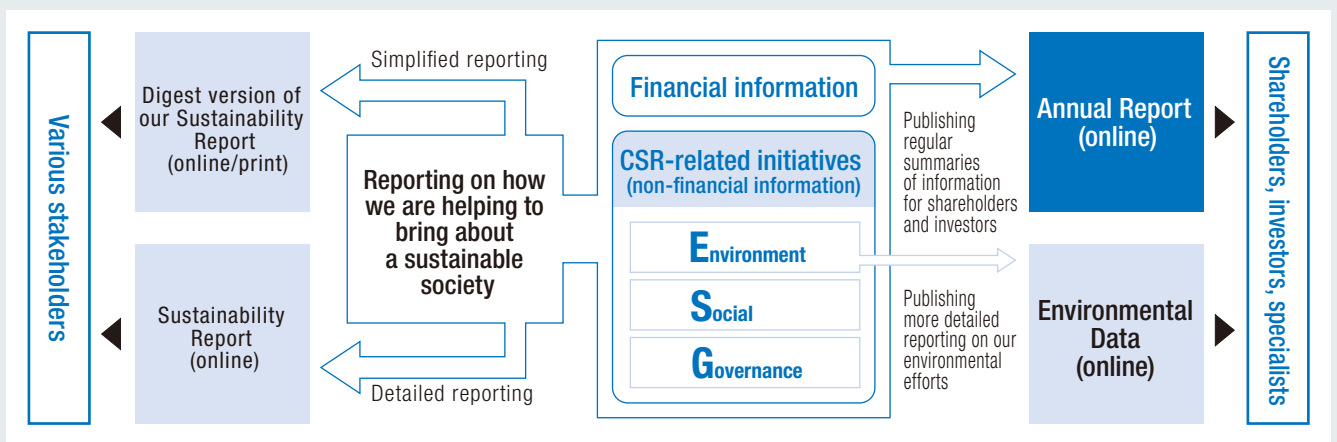 Various stakeholders
Digest version of
our Sustainability
Report
(online/print)
Sustainability
Report
(online)
Simplified reporting
Reporting on how
we are helping to
bring about
a sustainable
society
Detailed reporting
Financial information
CSR-related initiatives
(non-financial information)
Environment
Social
Governance
Publishing
regular
summaries
of information
for shareholders
and investors
Publishing
more detailed
reporting on our
environmental
efforts
Annual Report
(online)
Environmental
Data
(online)
Shareholders, investors, specialists